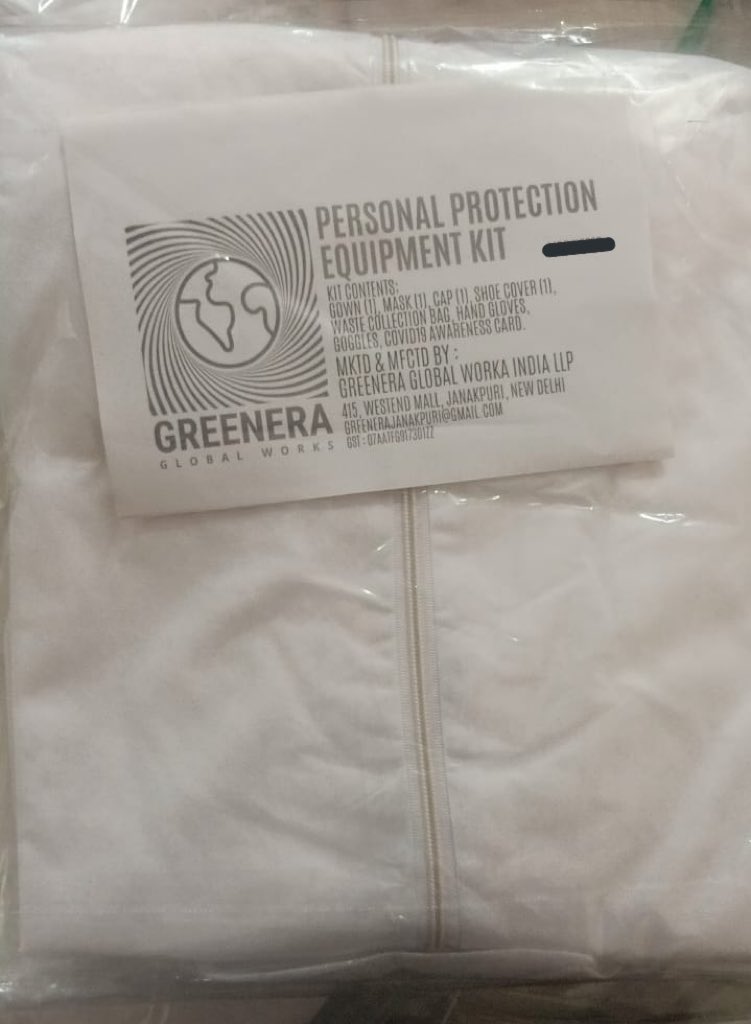 PERSONAL PROTECTION
EQUIPMENT KIT
KIT CONTENTS:
GOWN (1), MASK (1), CAP (1), SHOE COVER (1),
WASTE COLLECTION BAG, HAND GLOVES,
GOGGLES, COVID19 AWARENESS CARD.
MKTD & MFCTD BY :
GREENERA GLOBAL WORKA INDIA LLP
415, WESTEND MALL, JANAKPURI, NEW DELHI
GREENERAJANAKPURI@GMAIL.COM
GST :
GREENERA
GLOBAL WORKS